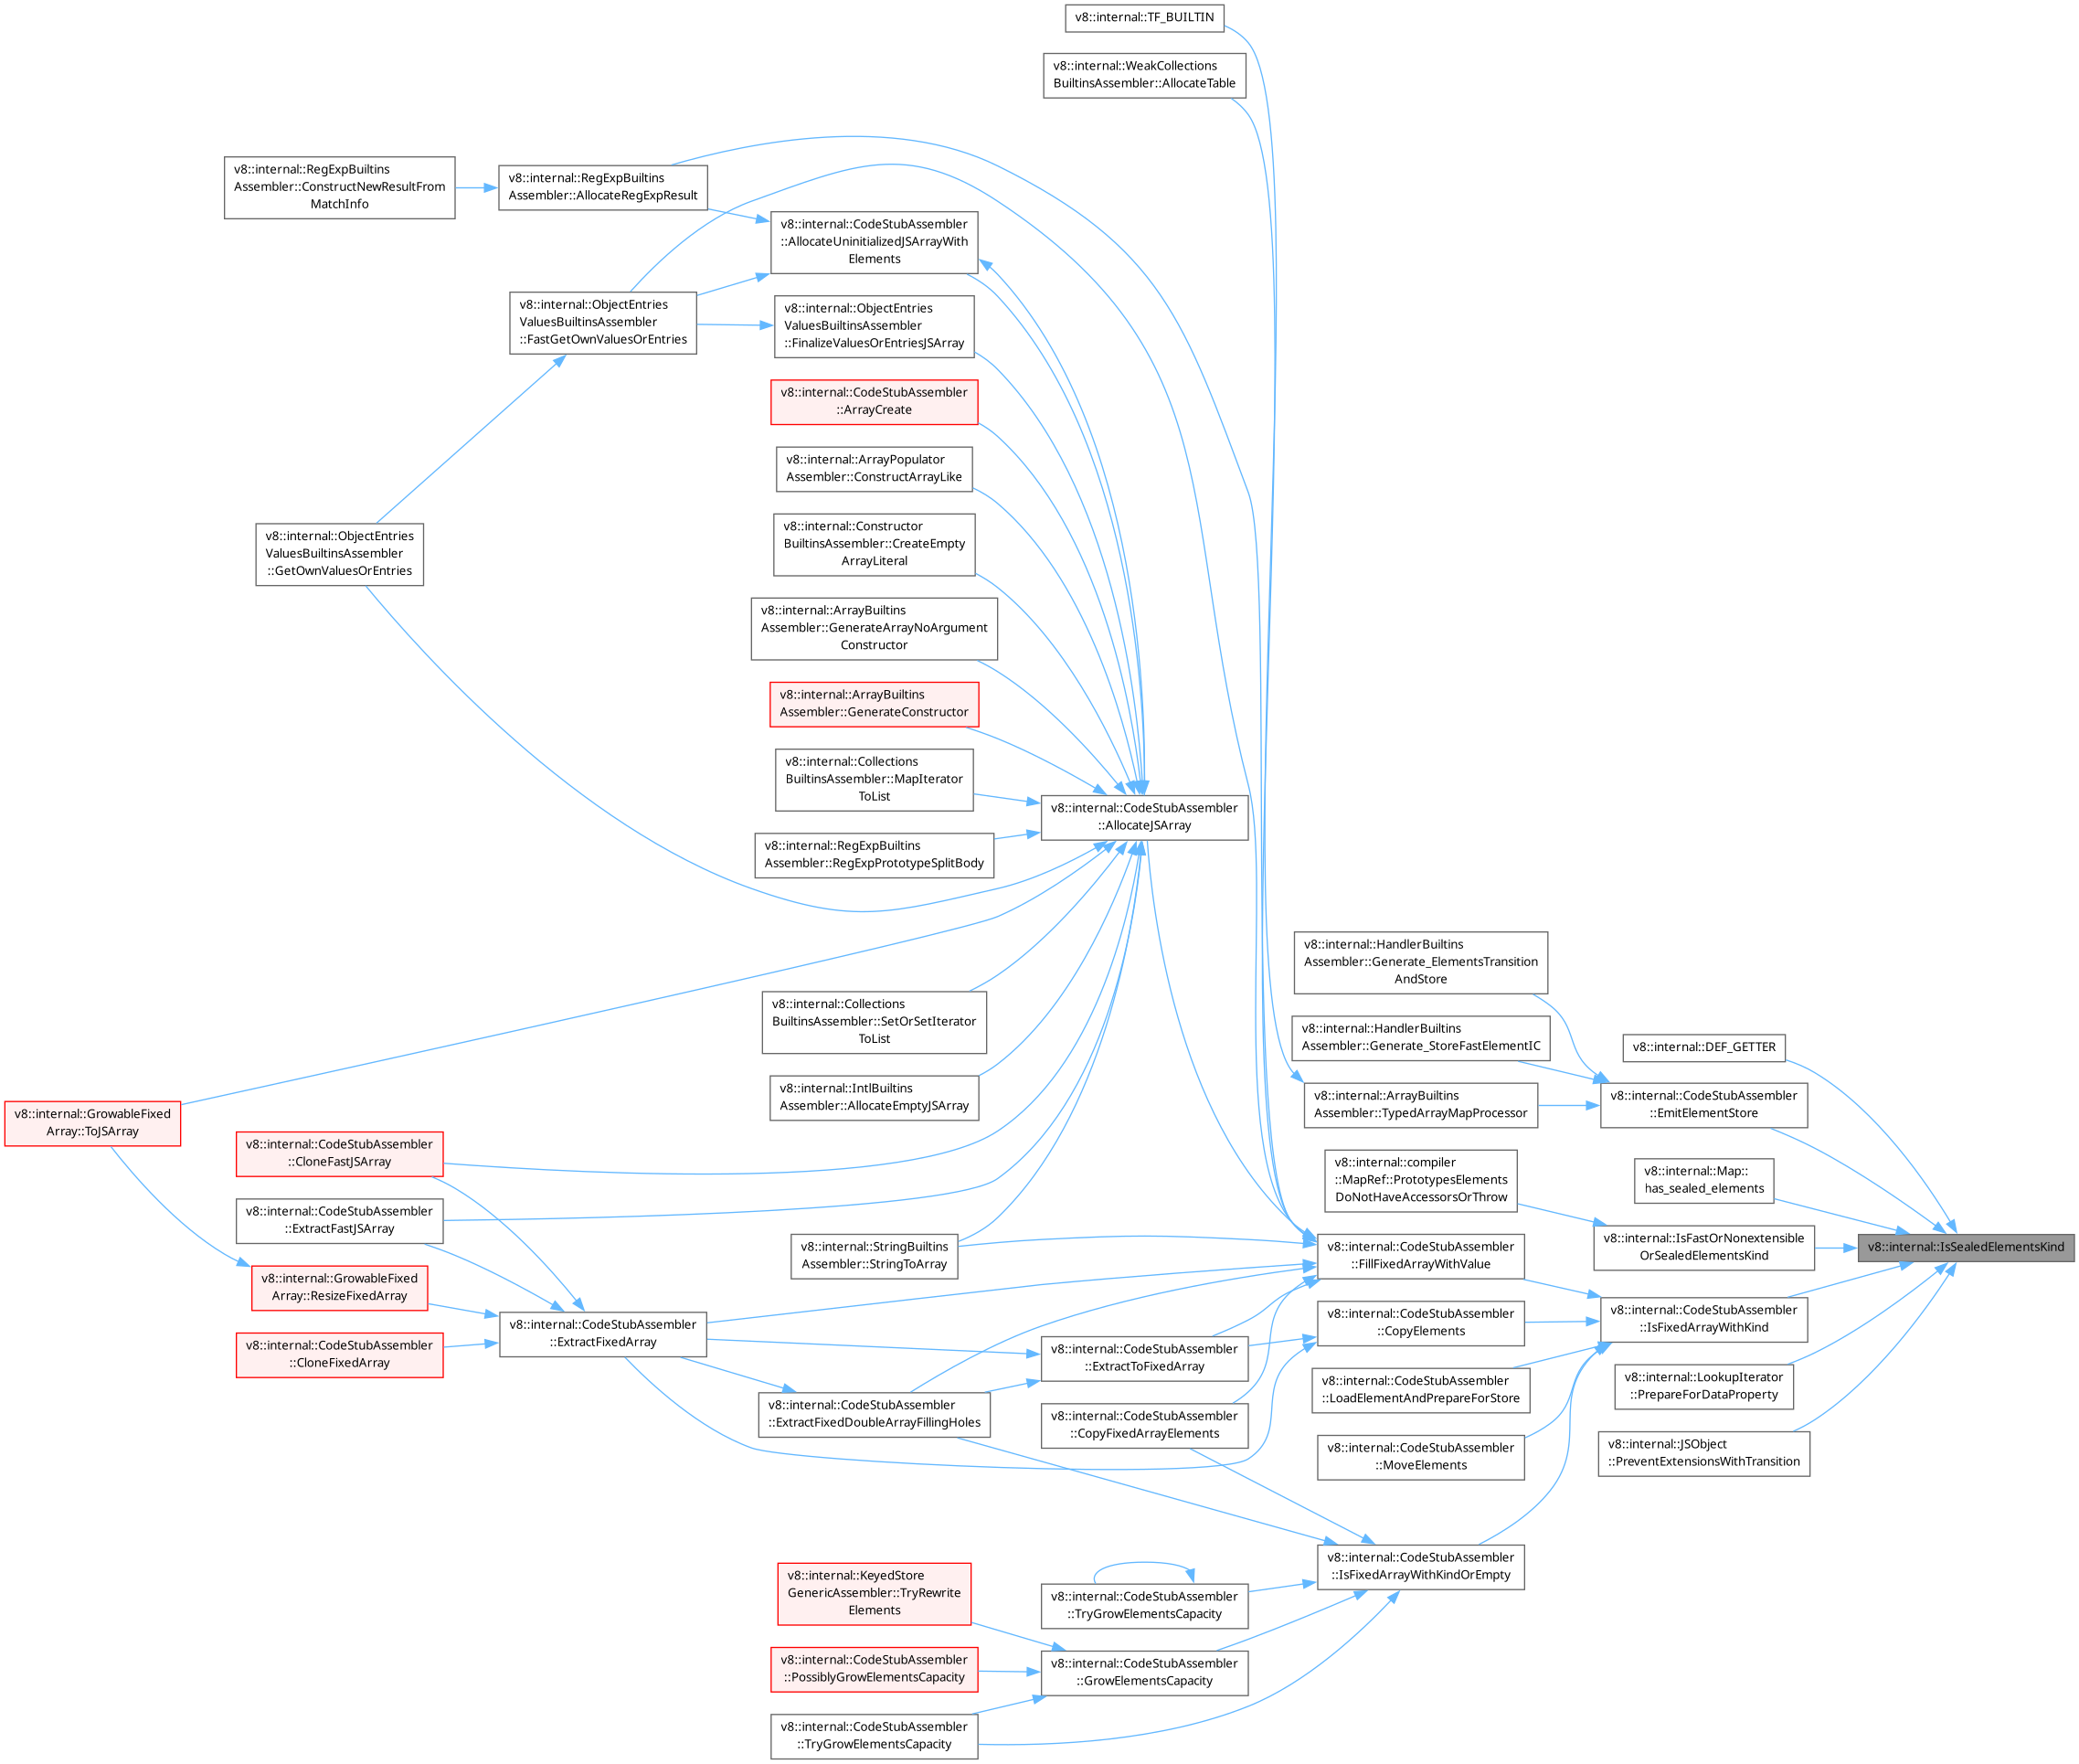 v8::internal::TF_BUILTIN
v8::internal::WeakCollections
BuiltinsAssembler::AllocateTable
v8::internal::RegExpBuiltins
Assembler::ConstructNewResultFrom
MatchInfo
v8::internal::RegExpBuiltins
Assembler::AllocateRegExpResult
v8::internal::CodeStubAssembler
::AllocateUninitializedJSArrayWith
Elements
v8::internal::ObjectEntries
ValuesBuiltinsAssembler
::FastGetOwnValuesOrEntries
v8::internal::ObjectEntries
ValuesBuiltinsAssembler
::FinalizeValuesOrEntriesJSArray
v8::internal::CodeStubAssembler
::ArrayCreate
v8::internal::ArrayPopulator
Assembler::ConstructArrayLike
v8::internal::Constructor
BuiltinsAssembler::CreateEmpty
ArrayLiteral
v8::internal::ObjectEntries
ValuesBuiltinsAssembler
::GetOwnValuesOrEntries
v8::internal::ArrayBuiltins
Assembler::GenerateArrayNoArgument
Constructor
v8::internal::ArrayBuiltins
Assembler::GenerateConstructor
v8::internal::Collections
BuiltinsAssembler::MapIterator
ToList
v8::internal::CodeStubAssembler
::AllocateJSArray
v8::internal::RegExpBuiltins
Assembler::RegExpPrototypeSplitBody
v8::internal::HandlerBuiltins
Assembler::Generate_ElementsTransition
AndStore
v8::internal::Collections
BuiltinsAssembler::SetOrSetIterator
ToList
v8::internal::HandlerBuiltins
Assembler::Generate_StoreFastElementIC
v8::internal::DEF_GETTER
v8::internal::IntlBuiltins
Assembler::AllocateEmptyJSArray
v8::internal::ArrayBuiltins
Assembler::TypedArrayMapProcessor
v8::internal::CodeStubAssembler
::EmitElementStore
v8::internal::GrowableFixed
Array::ToJSArray
v8::internal::CodeStubAssembler
::CloneFastJSArray
v8::internal::compiler
::MapRef::PrototypesElements
DoNotHaveAccessorsOrThrow
v8::internal::Map::
has_sealed_elements
v8::internal::CodeStubAssembler
::ExtractFastJSArray
v8::internal::StringBuiltins
Assembler::StringToArray
v8::internal::CodeStubAssembler
::FillFixedArrayWithValue
v8::internal::IsFastOrNonextensible
OrSealedElementsKind
v8::internal::IsSealedElementsKind
v8::internal::GrowableFixed
Array::ResizeFixedArray
v8::internal::CodeStubAssembler
::ExtractFixedArray
v8::internal::CodeStubAssembler
::CopyElements
v8::internal::CodeStubAssembler
::IsFixedArrayWithKind
v8::internal::CodeStubAssembler
::CloneFixedArray
v8::internal::CodeStubAssembler
::ExtractToFixedArray
v8::internal::CodeStubAssembler
::LoadElementAndPrepareForStore
v8::internal::LookupIterator
::PrepareForDataProperty
v8::internal::CodeStubAssembler
::ExtractFixedDoubleArrayFillingHoles
v8::internal::CodeStubAssembler
::CopyFixedArrayElements
v8::internal::CodeStubAssembler
::MoveElements
v8::internal::JSObject
::PreventExtensionsWithTransition
v8::internal::CodeStubAssembler
::IsFixedArrayWithKindOrEmpty
v8::internal::KeyedStore
GenericAssembler::TryRewrite
Elements
v8::internal::CodeStubAssembler
::TryGrowElementsCapacity
v8::internal::CodeStubAssembler
::PossiblyGrowElementsCapacity
v8::internal::CodeStubAssembler
::GrowElementsCapacity
v8::internal::CodeStubAssembler
::TryGrowElementsCapacity